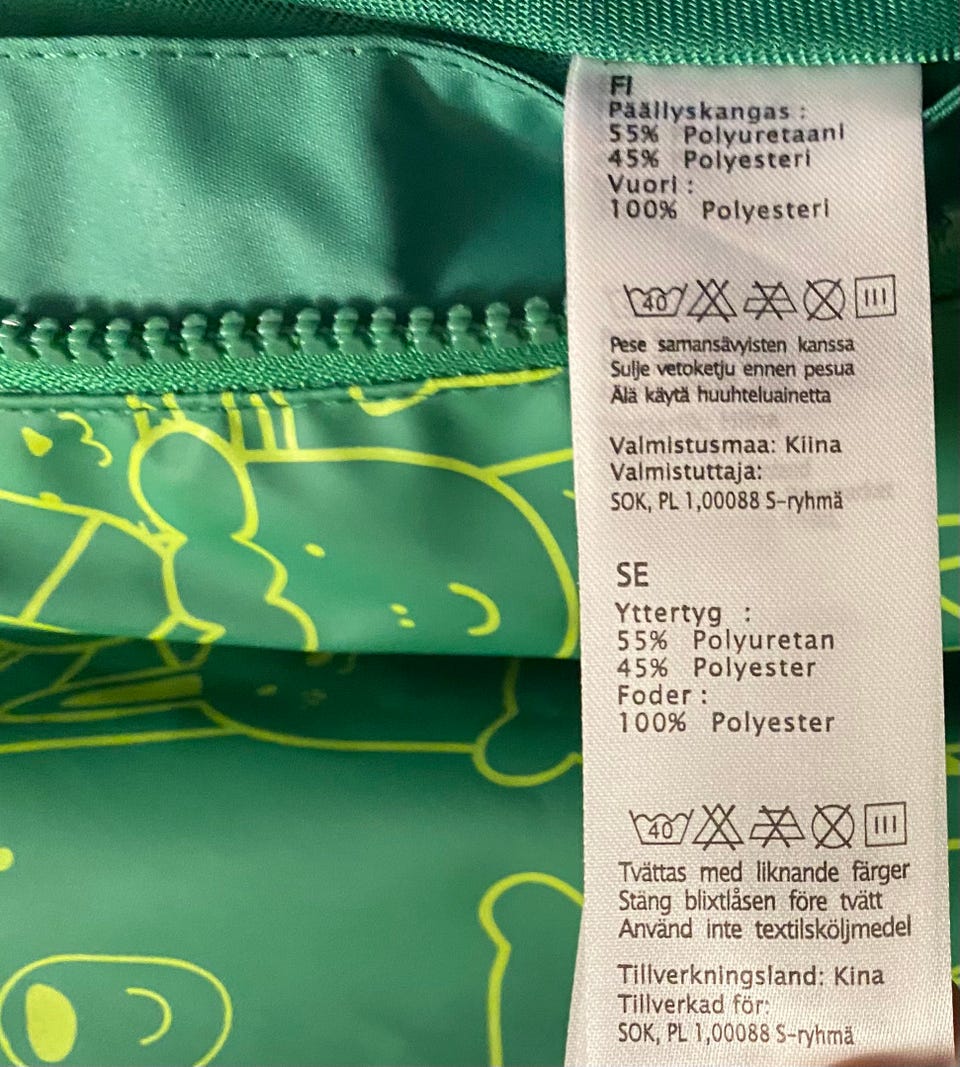 FI
Päällyskangas :
55% Polyuretaani
45% Polyesteri
Vuori :
100% Polyesteri
40
Pese samansävyisten kanssa
Sulje vetoketju ennen pesua
Älä käytä huuhteluainetta
Valmistusmaa: Kiina
Valmistuttaja:
SOK, PL 1,00088 S-ryhmä
SE
Yttertyg :
55% Polyuretan
45% Polyester
Foder :
100% Polyester
40
Tvättas med liknande färger
Stäng blixtlåsen före tvätt
Använd inte textilsköljmedel
Tillverkningsland: Kina
Tillverkad för:
SOK, PL 1,00088 S-ryhmä